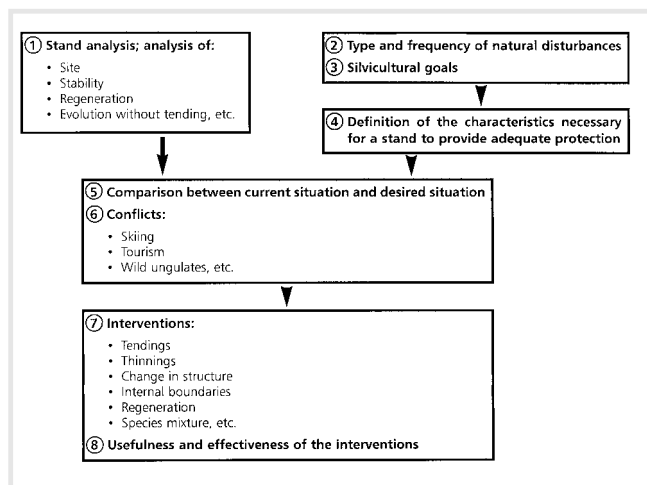 ① Stand analysis; analysis of:
• Site
• Stability
• Regeneration
• Evolution without tending, etc.
② Type and frequency of natural disturbances
③ Silvicultural goals
④ Definition of the characteristics necessary
for a stand to provide adequate protection
⑤ Comparison between current situation and desired situation
⑥ Conflicts:
• Skiing
• Tourism
• Wild ungulates, etc.
⑦ Interventions:
• Tendings
• Thinnings
• Change in structure
• Internal boundaries
• Regeneration
• Species mixture, etc.
⑧ Usefulness and effectiveness of the interventions